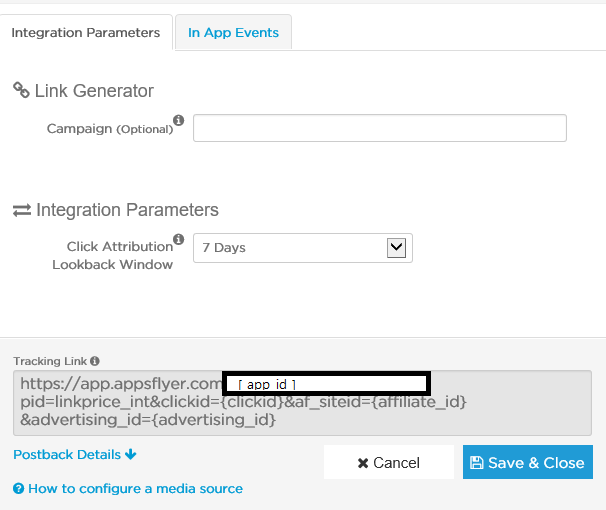 Integration Parameters
In App Events
Link Generator
Campaign (Optional)
Integration Parameters
Click Attribution
Lookback Window
7 Days
Tracking Link
https://app.appsflyer.com [ app_id ]
pid=linkprice_int&clickid={clickid}&af_siteid={affiliate_id}
&advertising_id={advertising_id}
Postback Details
Cancel
Save & Close
How to configure a media source